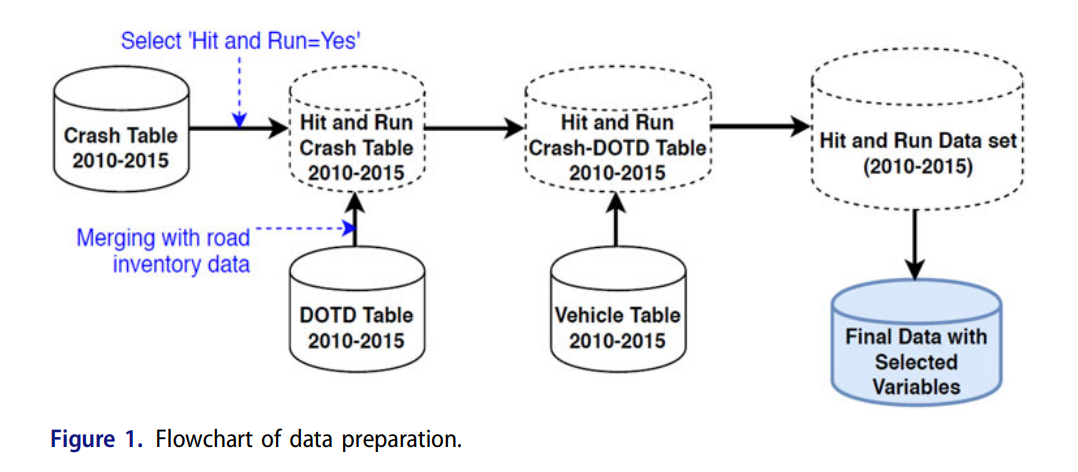 Select 'Hit and Run=Yes'
Crash Table
2010-2015
Hit and Run
Crash Table
2010-2015
Hit and Run
Crash-DOTD Table
2010-2015
Hit and Run Data set
(2010-2015)
Merging with road
inventory data
DOTD Table
2010-2015
Vehicle Table
2010-2015
Final Data with
Selected
Variables
Figure 1. Flowchart of data preparation.